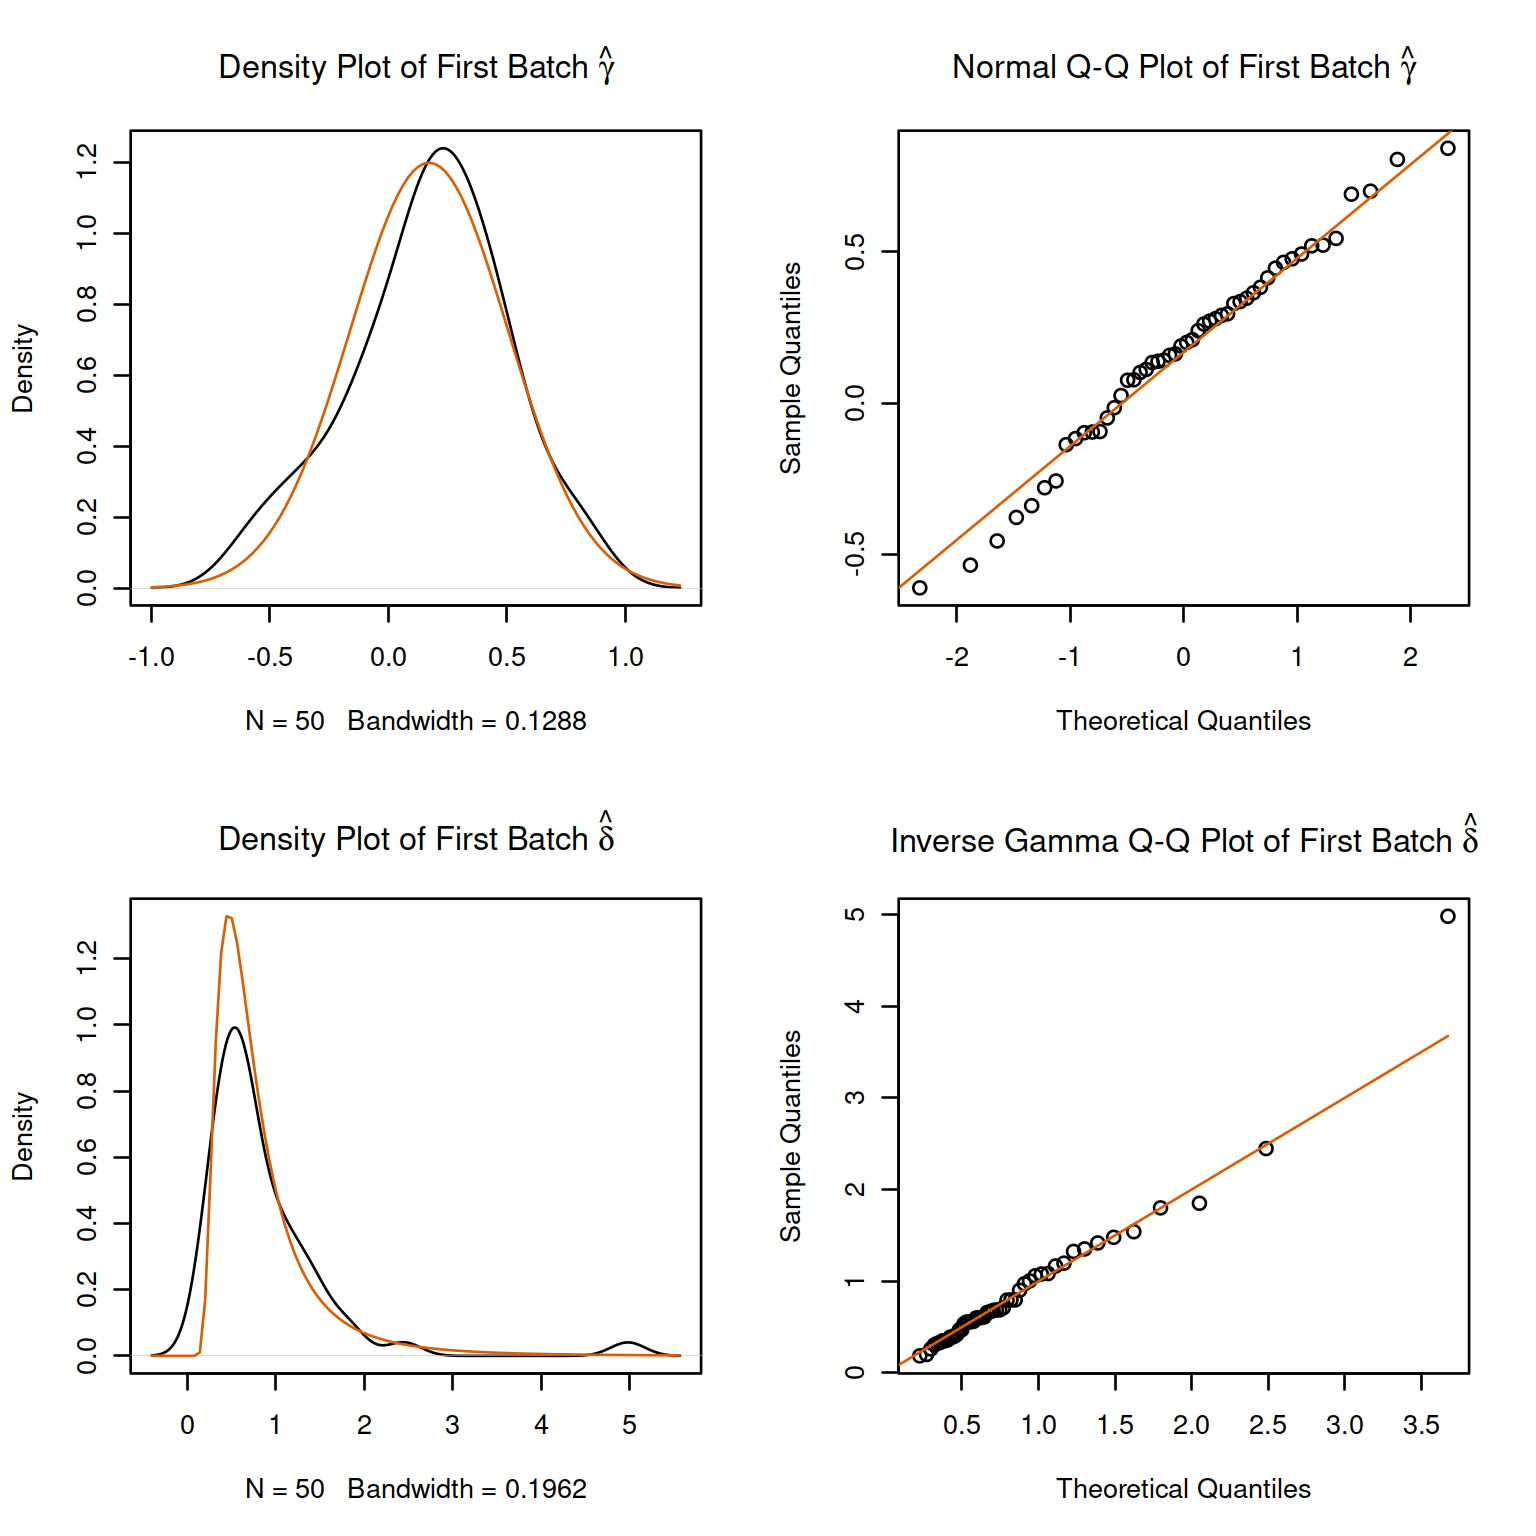 Density Plot of First Batch γ̂
Density
0.0 0.2 0.4 0.6 0.8 1.0 1.2
-1.0 -0.5 0.0 0.5 1.0
N = 50 Bandwidth = 0.1288
Normal Q-Q Plot of First Batch γ̂
Sample Quantiles
-0.5 0.0 0.5
-2 -1 0 1 2
Theoretical Quantiles
Density Plot of First Batch δ̂
Density
0.0 0.2 0.4 0.6 0.8 1.0 1.2
0 1 2 3 4 5
N = 50 Bandwidth = 0.1962
Inverse Gamma Q-Q Plot of First Batch δ̂
Sample Quantiles
0 1 2 3 4 5
0.5 1.0 1.5 2.0 2.5 3.0 3.5
Theoretical Quantiles